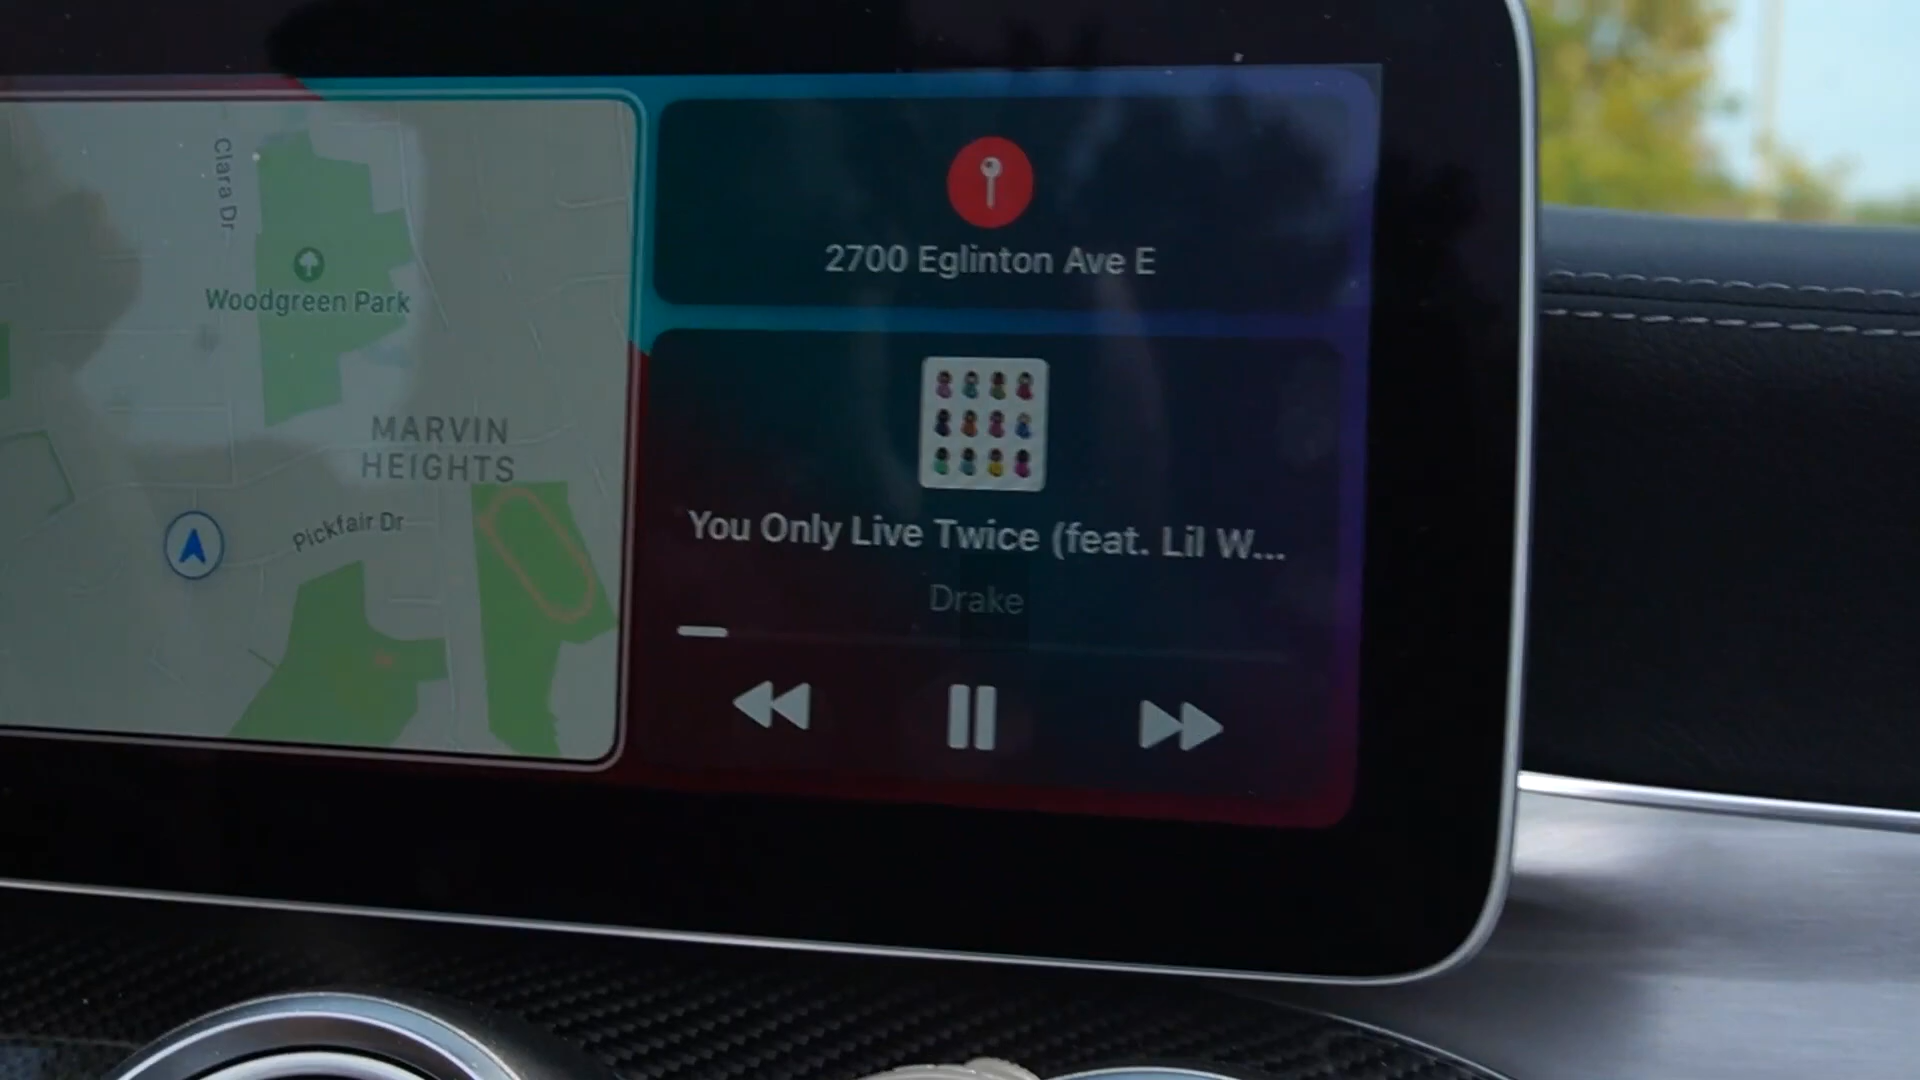 Clara Dr
Woodgreen Park
MARVIN
HEIGHTS
Pickfair Dr
2700 Eglinton Ave E
You Only Live Twice (feat. Lil W...
Drake